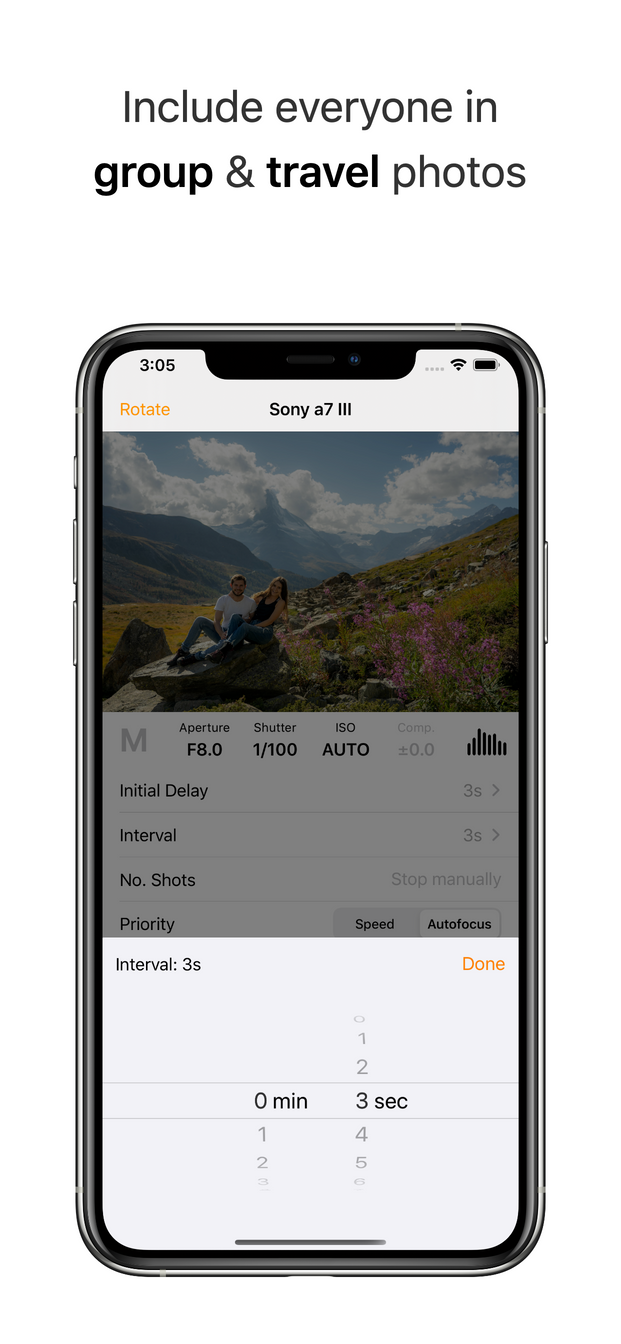 Include everyone in
group & travel photos
3:05
Rotate
Sony a7 III
M
Aperture
Shutter
ISO
Comp.
F8.0
1/100
AUTO
±0.0
Initial Delay
3s
Interval
3s
No. Shots
Stop manually
Priority
Speed
Autofocus
Interval: 3s
Done
0
1
2
0 min
3 sec
1
4
2
5
3
6